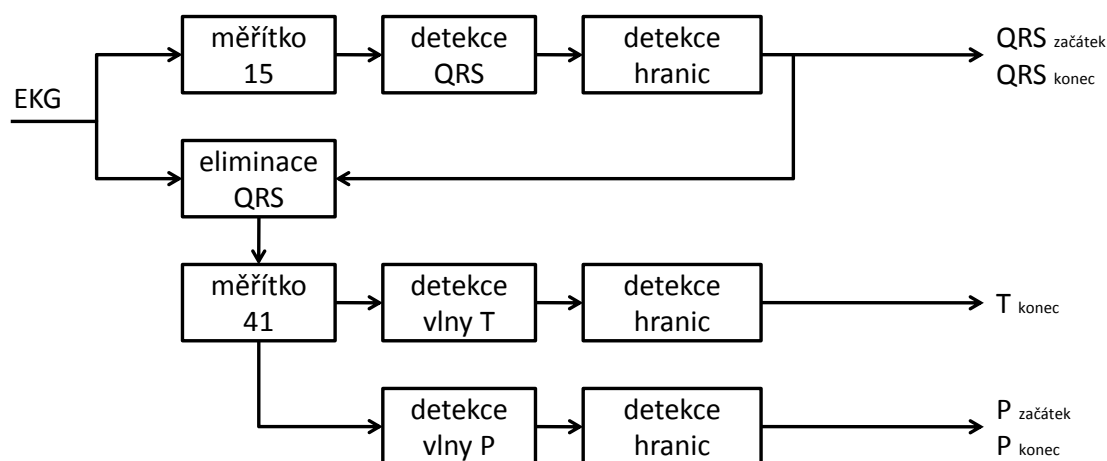 EKG
měřítko
15
detekce
QRS
detekce
hranic
QRS začátek
QRS konec
eliminace
QRS
měřítko
41
detekce
vlny T
detekce
hranic
T konec
detekce
vlny P
detekce
hranic
P začátek
P konec